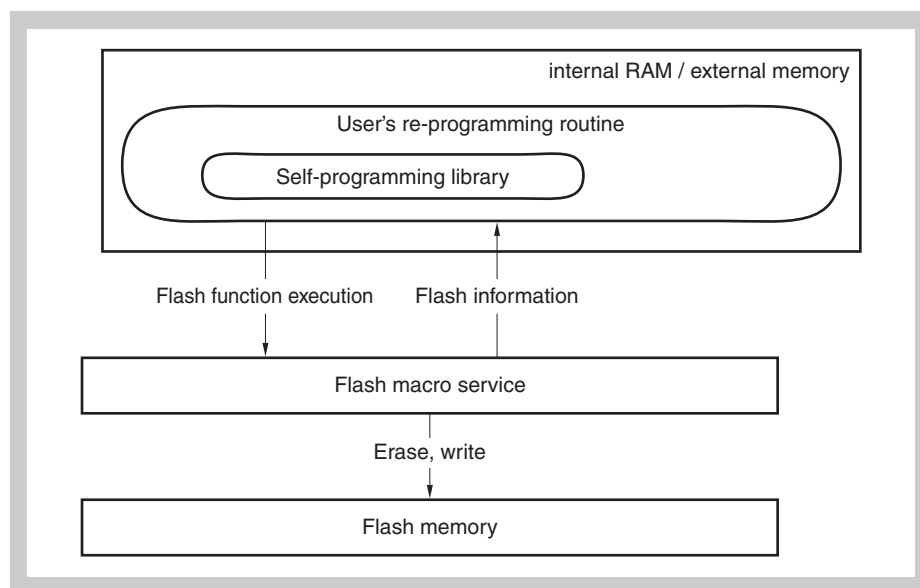 internal RAM / external memory
User's re-programming routine
Self-programming library
Flash function execution
Flash information
Flash macro service
Erase, write
Flash memory